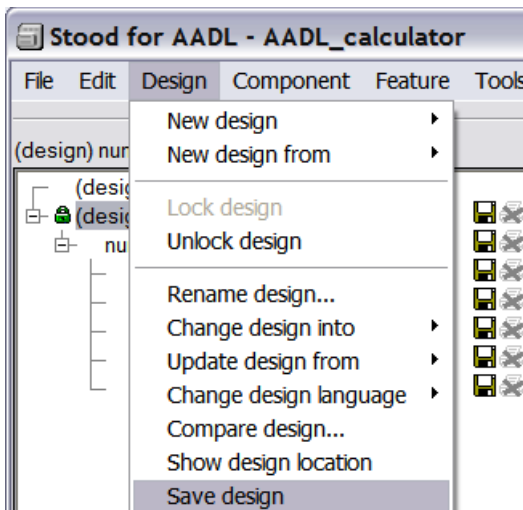 Stood for AADL - AADL_calculator
File Edit Design Component Feature Tools
New design
(design) nur
New design from
(desig
Lock design
(desig
Unlock design
nu
Rename design...
Change design into
Update design from
Change design language
Compare design...
Show design location
Save design